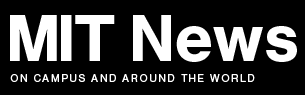 MIT News
ON CAMPUS AND AROUND THE WORLD